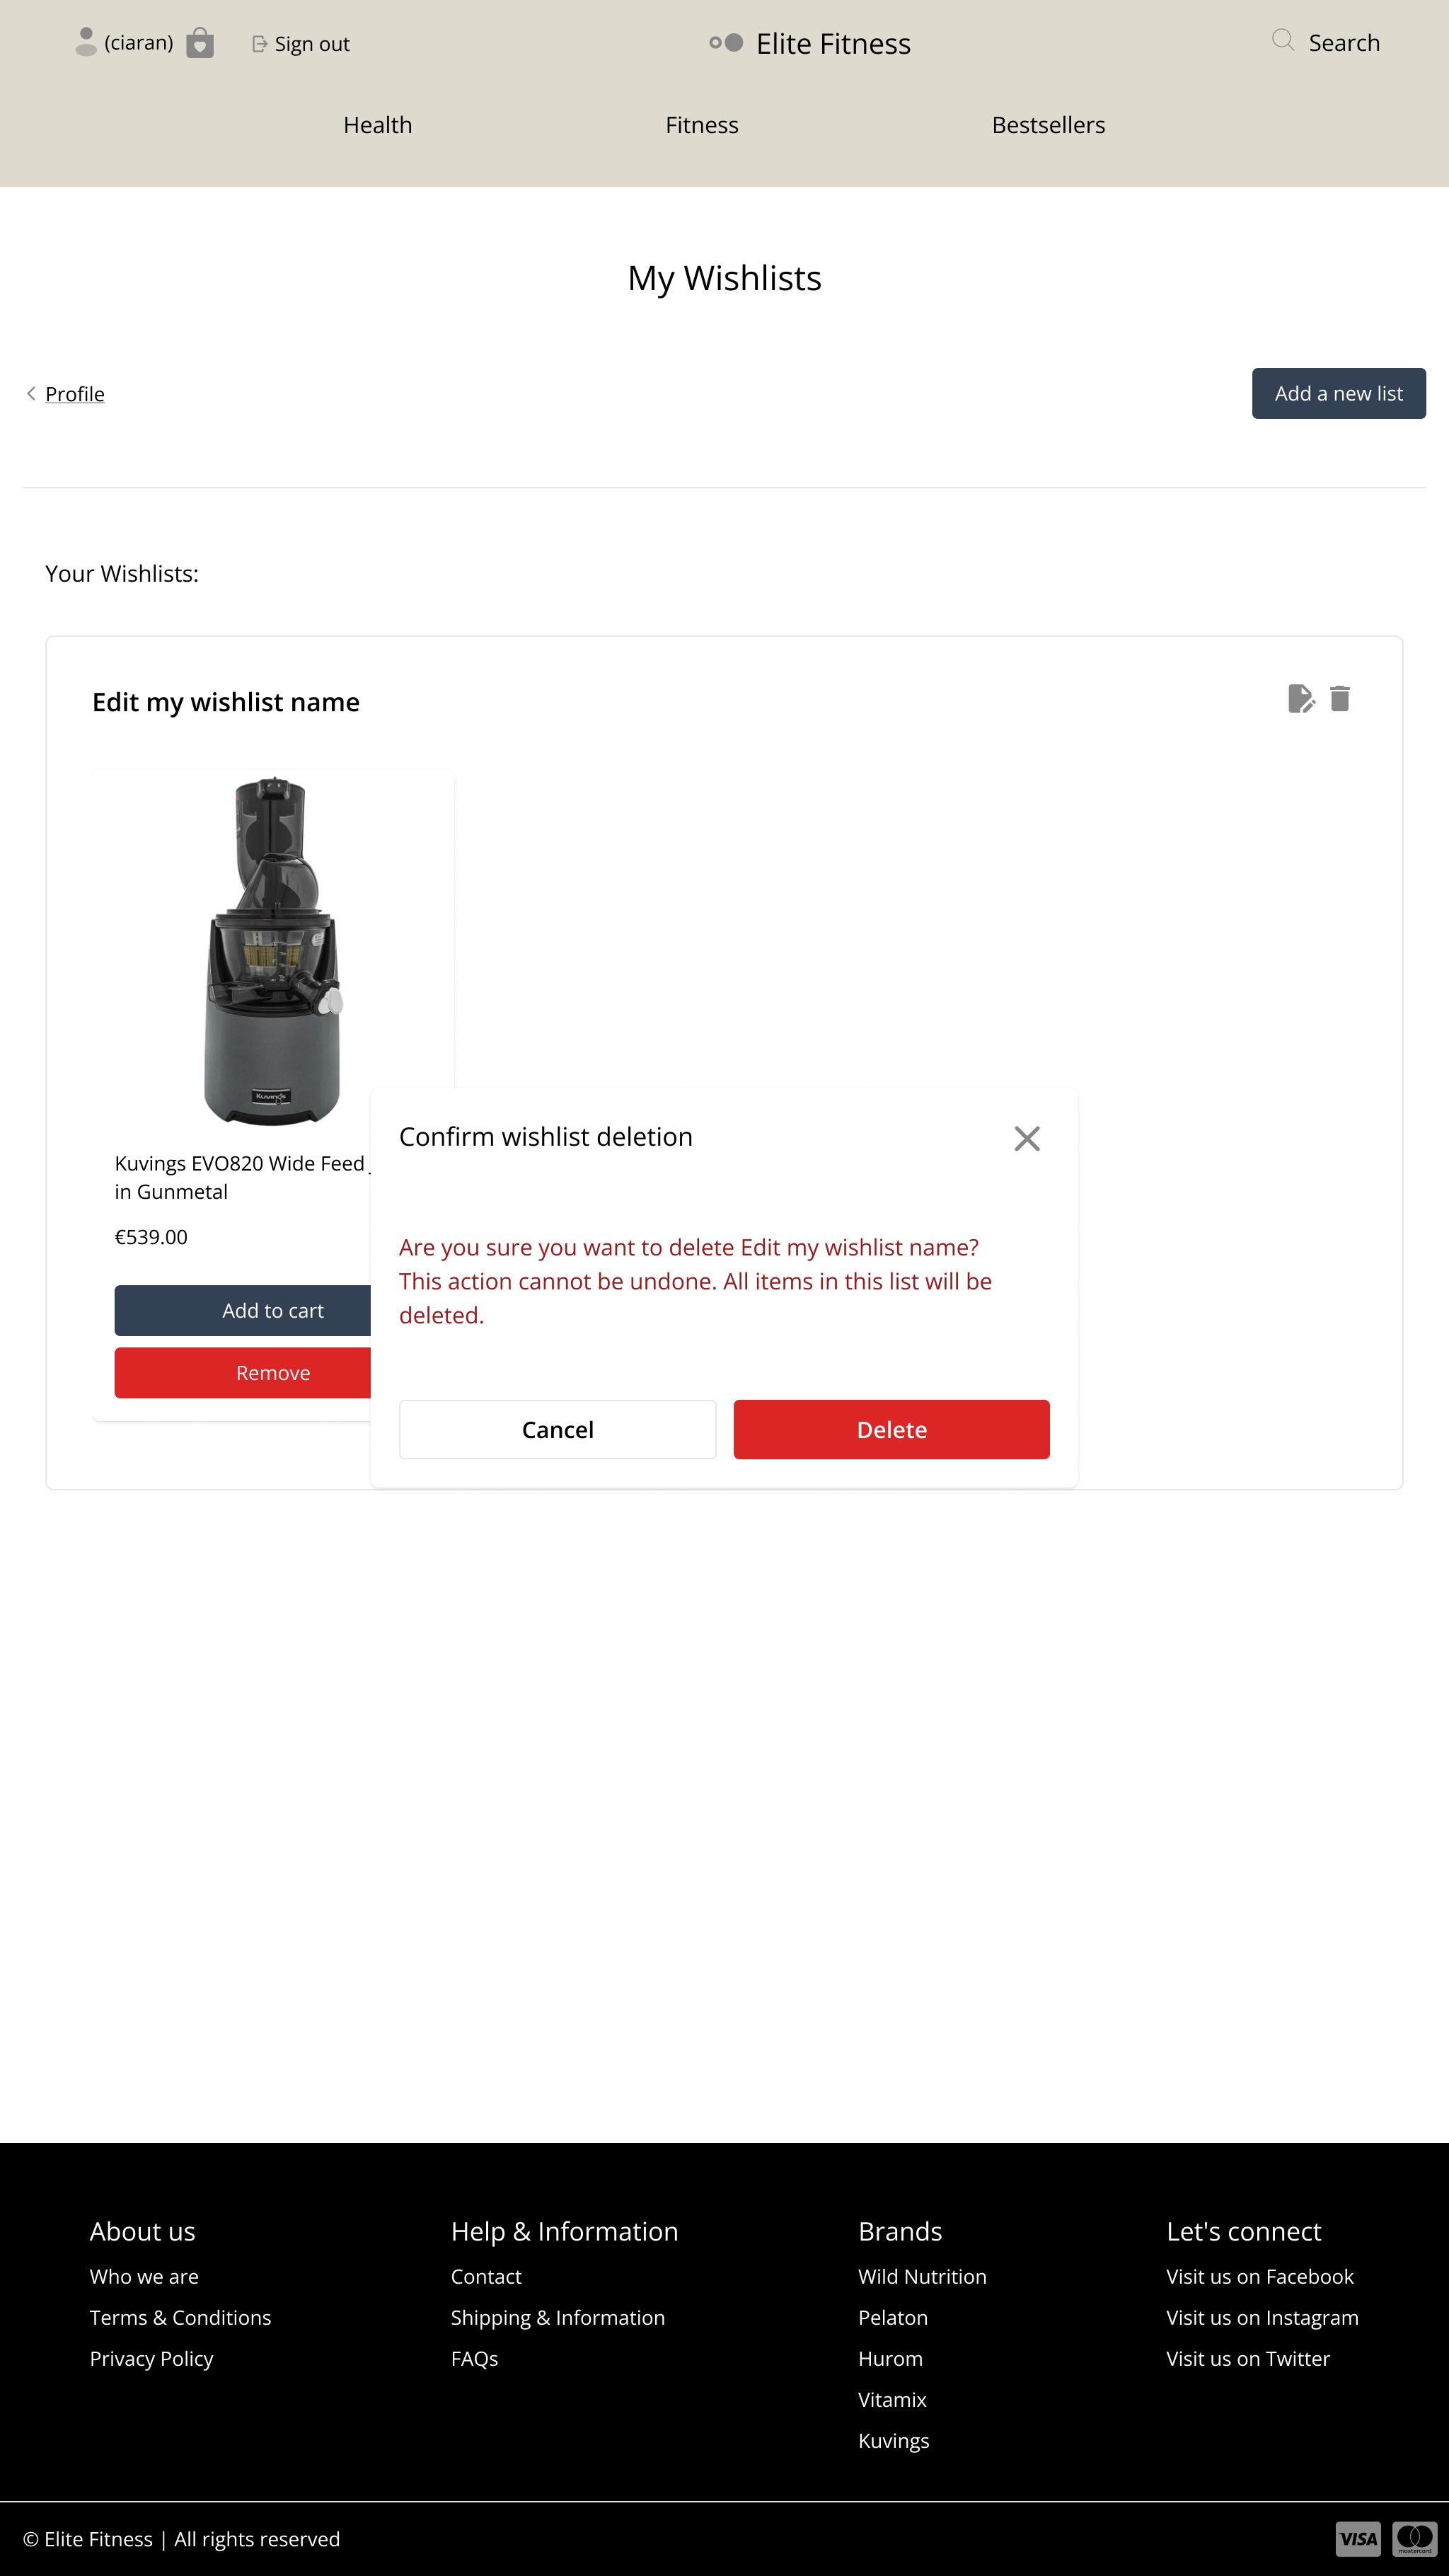 (ciaran)
Sign out
Elite Fitness
Search
Health
Fitness
Bestsellers
My Wishlists
Profile
Add a new list
Your Wishlists:
Edit my wishlist name
Kuvings
Kuvings EVO820 Wide Feed
in Gunmetal
€539.00
Add to cart
Remove
Confirm wishlist deletion
Are you sure you want to delete Edit my wishlist name?
This action cannot be undone. All items in this list will be
deleted.
Cancel
Delete
About us
Who we are
Terms & Conditions
Privacy Policy
Help & Information
Contact
Shipping & Information
FAQs
Brands
Wild Nutrition
Pelaton
Hurom
Vitamix
Kuvings
Let's connect
Visit us on Facebook
Visit us on Instagram
Visit us on Twitter
© Elite Fitness | All rights reserved
VISA
mastercard